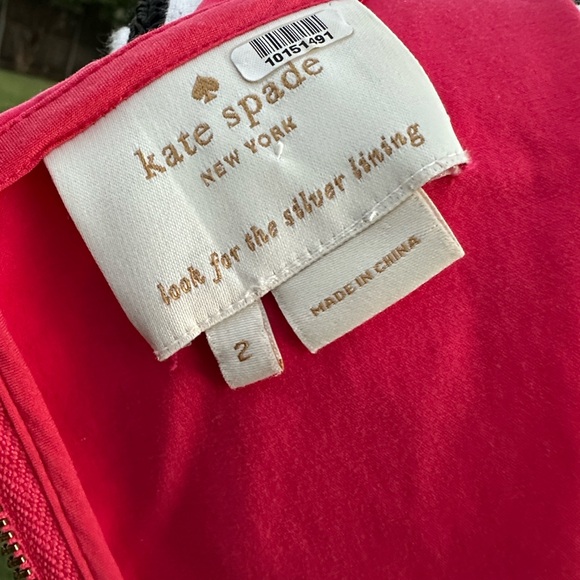 10151491
kate spade
NEW YORK
look for the silver lining
MADE IN CHINA
2